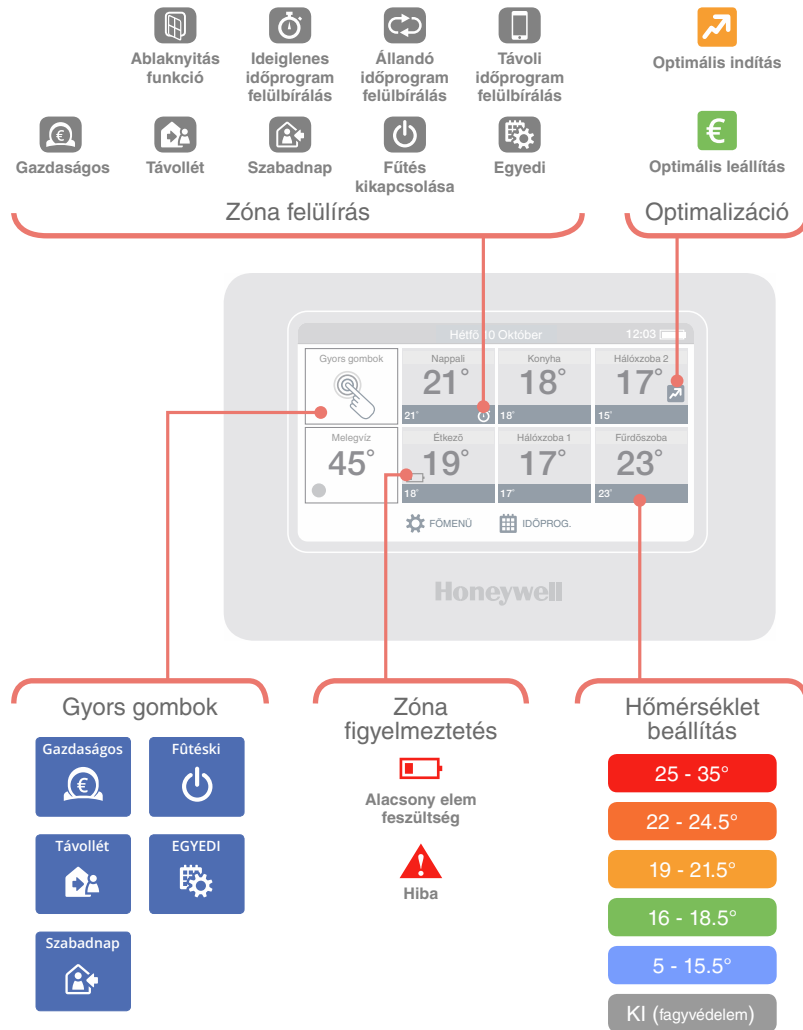 Ablaknyitás
funkció
Ideiglenes
időprogram
felülbírálás
Állandó
időprogram
felülbírálás
Távoli
időprogram
felülbírálás
Optimális indítás
Gazdaságos
Távollét
Szabadnap
Fűtés
kikapcsolása
Egyedi
€
Optimális leállítás
Zóna felülírás
Optimalizáció
Hétfő 10 Október
12:03
Gyors gombok
Nappali
21°
21°
Konyha
18°
18°
Hálóxzoba 2
17°
15°
Melegvíz
45°
Étkező
19°
18°
Hálóxzoba 1
17°
17°
Fürdőszoba
23°
23°
FŐMENÜ
IDŐPROG.
Honeywell
Gyors gombok
Gazdaságos
€
Fûtéski
Távollét
EGYEDI
Szabadnap
Zóna
figyelmeztetés
Alacsony elem
feszültség
Hiba
Hőmérséklet
beállítás
25 - 35°
22 - 24.5°
19 - 21.5°
16 - 18.5°
5 - 15.5°
KI (fagyvédelem)